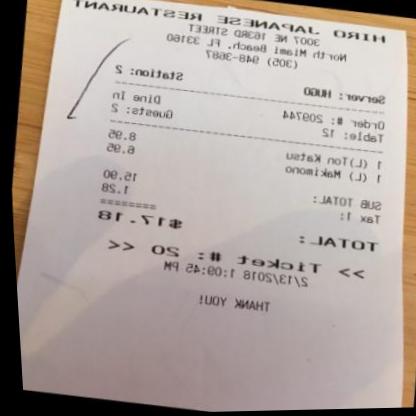 HIRO JAPANESE RESTAURANT
3007 NE 163RD STREET
North Miami Beach, FL 33160
(305) 948-3687
Server: HUGO Station: 2
Order #: 209744 Dine In
Table: 12 Guests: 2
1 (L)Ton Katsu 8.95
1 (L) Makimono 6.95
SUB TOTAL: 15.90
Tax 1: 1.28
========
TOTAL: $17.18
>> Ticket #: 20 <<
2/13/2018 1:09:45 PM
THANK YOU!